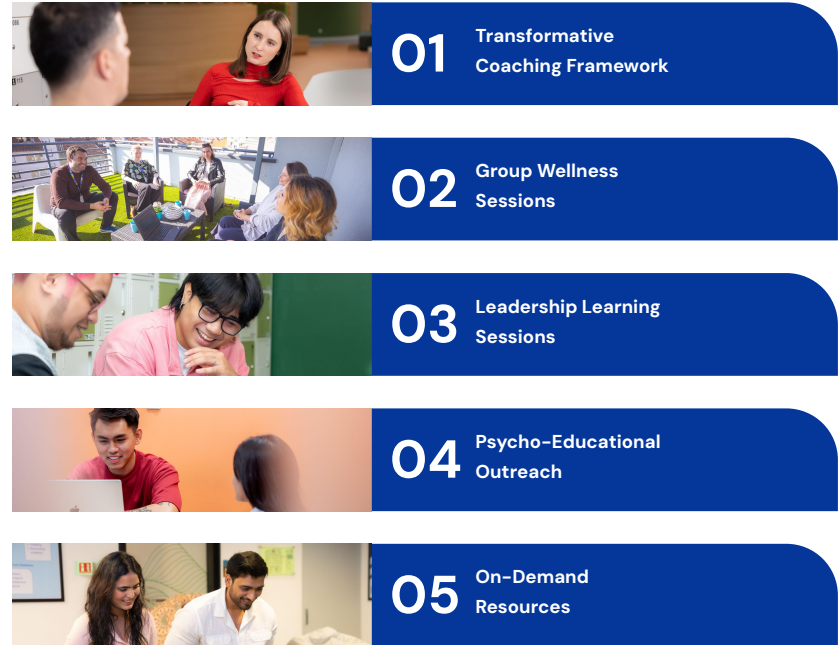 01
Transformative
Coaching Framework
02
Group Wellness
Sessions
03
Leadership Learning
Sessions
04
Psycho-Educational
Outreach
05
On-Demand
Resources